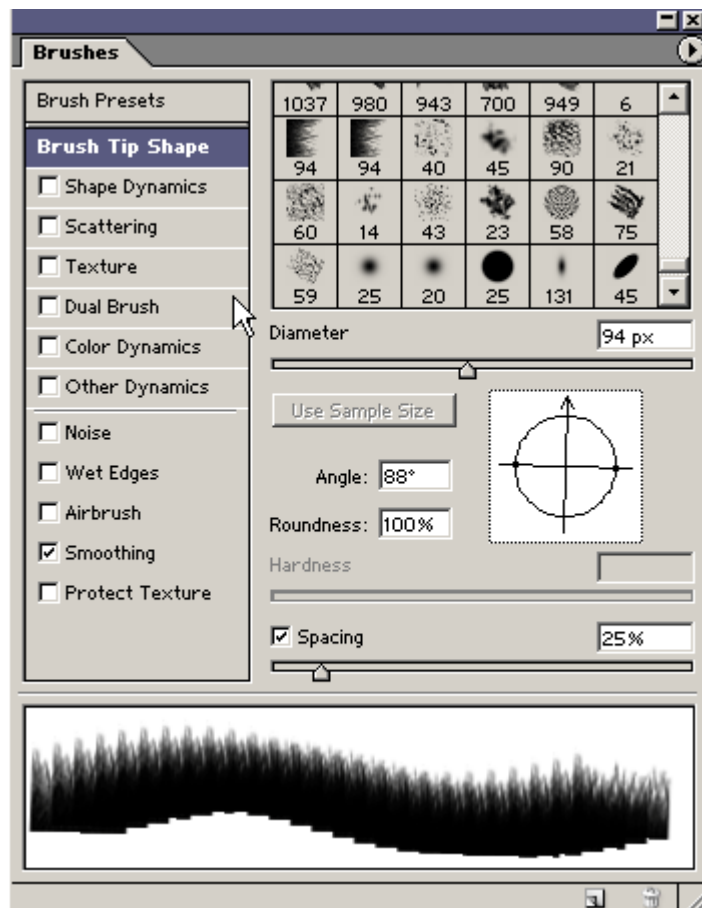 Brushes
Brush Presets
Brush Tip Shape
Shape Dynamics
Scattering
Texture
Dual Brush
Color Dynamics
Other Dynamics
Noise
Wet Edges
Airbrush
Smoothing
Protect Texture
1037 980 943 700 949 6
94 94 40 45 90 21
60 14 43 23 58 75
59 25 20 25 131 45
Diameter 94 px
Use Sample Size
Angle: 88°
Roundness: 100%
Hardness
Spacing 25%